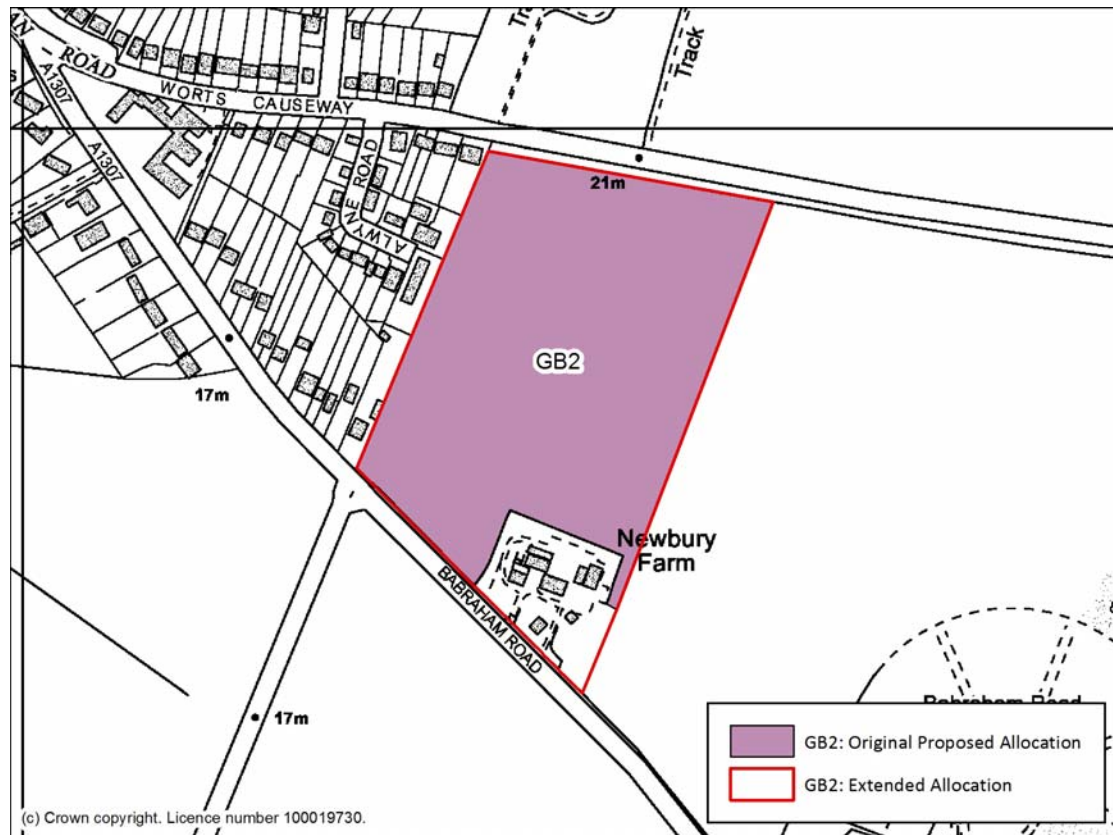 Track
ROAD
A1307
WORTS CAUSEWAY
A1307
ALWYNE ROAD
21m
17m
GB2
Newbury
Farm
BABRAHAM ROAD
17m
GB2: Original Proposed Allocation
GB2: Extended Allocation
(c) Crown copyright. Licence number 100019730.